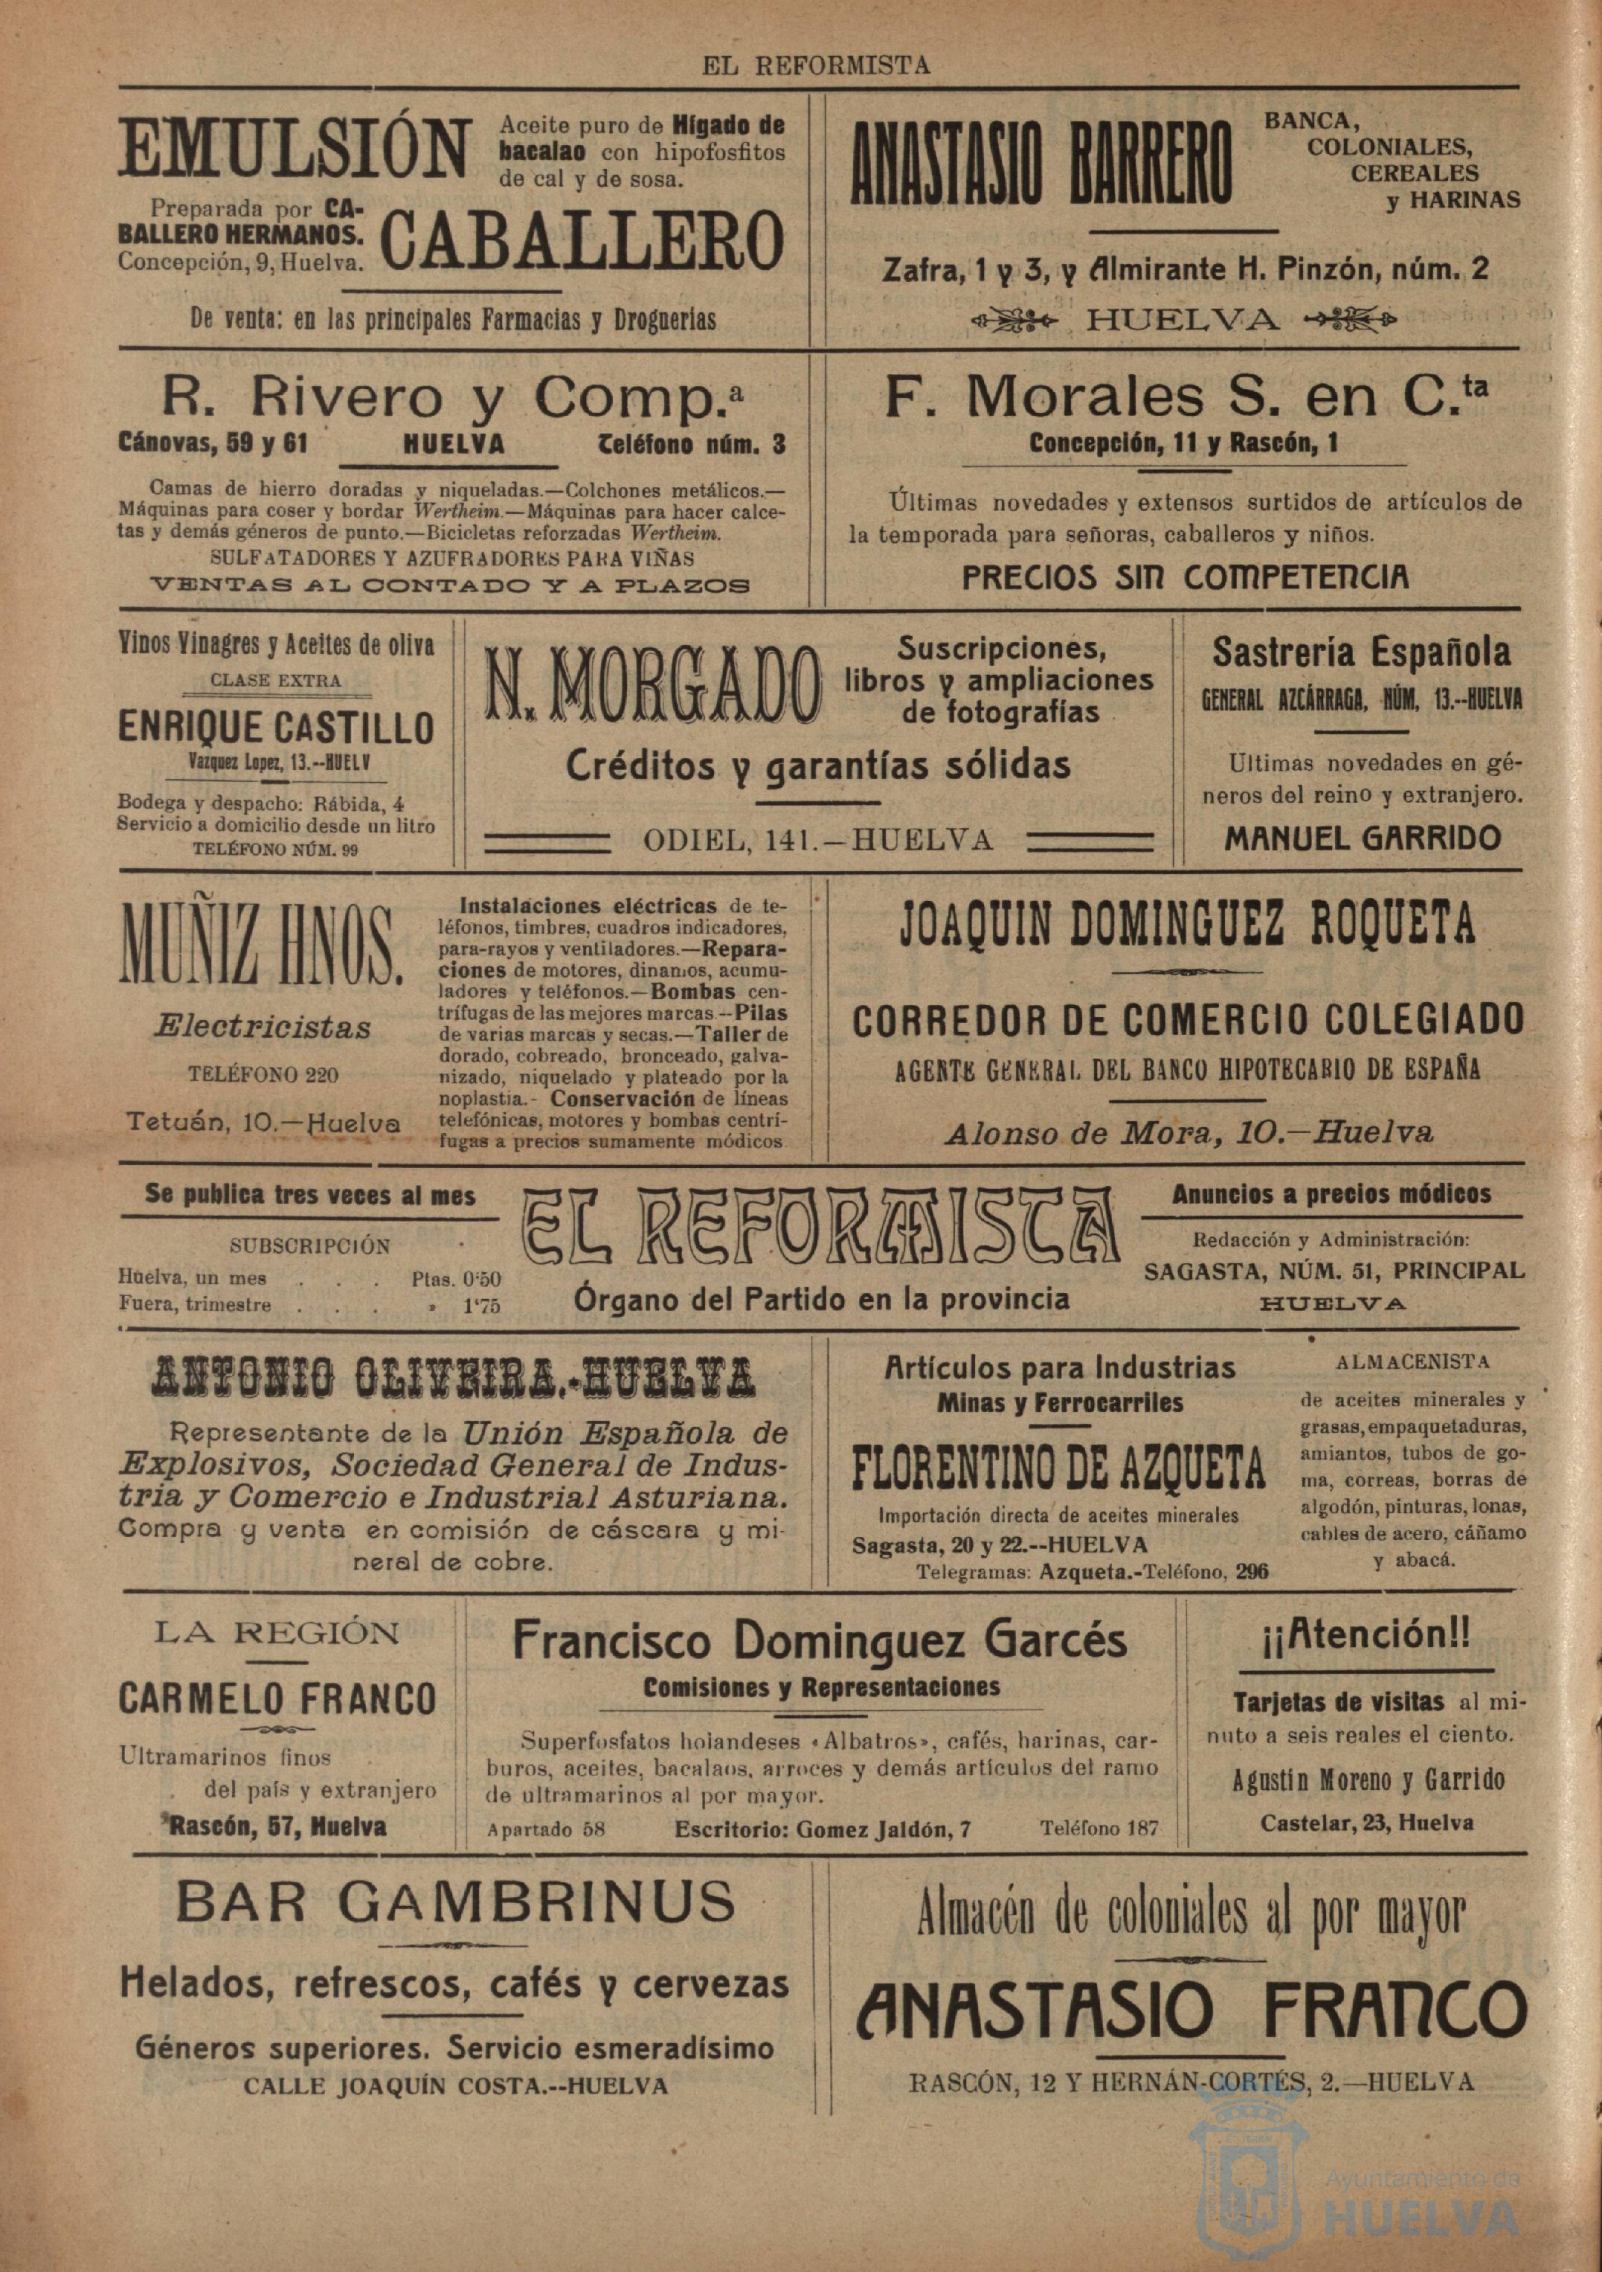 EL REFORMISTA
EMULSIÓN
Aceite puro de Hígado de
bacalao con hipofosfitos
de cal y de sosa.
Preparada por CA-
BALLERO HERMANOS.
Concepción, 9, Huelva.
CABALLERO
De venta: en las principales Farmacias y Droguerias
ANASTASIO BARRERO
BANCA,
COLONIALES,
CEREALES
y HARINAS
Zafra, 1 y 3, y Almirante H. Pinzón, núm. 2
HUELVA
R. Rivero y Comp.ª
Cánovas, 59 y 61 HUELVA Teléfono núm. 3
Camas de hierro doradas y niqueladas.—Colchones metálicos.—
Máquinas para coser y bordar Wertheim.—Máquinas para hacer calce-
tas y demás géneros de punto.—Bicicletas reforzadas Wertheim.
SULFATADORES Y AZUFRADORES PARA VIÑAS
VENTAS AL CONTADO Y A PLAZOS
F. Morales S. en C.ta
Concepción, 11 y Rascón, 1
Últimas novedades y extensos surtidos de artículos de
la temporada para señoras, caballeros y niños.
PRECIOS SIN COMPETENCIA
Vinos Vinagres y Aceites de oliva
CLASE EXTRA
ENRIQUE CASTILLO
Vazquez Lopez, 13.--HUELV
Bodega y despacho: Rábida, 4
Servicio a domicilio desde un litro
TELÉFONO NÚM. 99
N. MORGADO
Suscripciones,
libros y ampliaciones
de fotografías
Créditos y garantías sólidas
ODIEL, 141.—HUELVA
Sastrería Española
GENERAL AZCÁRRAGA, NÚM, 13.--HUELVA
Ultimas novedades en gé-
neros del reino y extranjero.
MANUEL GARRIDO
MUÑIZ HNOS.
Electricistas
TELÉFONO 220
Tetuán, 10.—Huelva
Instalaciones eléctricas de te-
léfonos, timbres, cuadros indicadores,
para-rayos y ventiladores.—Repara-
ciones de motores, dinamos, acumu-
ladores y teléfonos.—Bombas cen-
trífugas de las mejores marcas.--Pilas
de varias marcas y secas.—Taller de
dorado, cobreado, bronceado, galva-
nizado, niquelado y plateado por la
noplastia.- Conservación de líneas
telefónicas, motores y bombas centrí-
fugas a precios sumamente módicos
JOAQUIN DOMINGUEZ ROQUETA
CORREDOR DE COMERCIO COLEGIADO
AGENTE GENERAL DEL BANCO HIPOTECARIO DE ESPAÑA
Alonso de Mora, 10.—Huelva
Se publica tres veces al mes
SUBSCRIPCIÓN
Huelva, un mes . . . Ptas. 0'50
Fuera, trimestre . . . » 1'75
EL REFORMISTA
Órgano del Partido en la provincia
Anuncios a precios módicos
Redacción y Administración:
SAGASTA, NÚM. 51, PRINCIPAL
HUELVA
ANTONIO OLIVEIRA.-HUELVA
Representante de la Unión Española de
Explosivos, Sociedad General de Indus-
tria y Comercio e Industrial Asturiana.
Compra y venta en comisión de cáscara y mi-
neral de cobre.
Artículos para Industrias
Minas y Ferrocarriles
FLORENTINO DE AZQUETA
Importación directa de aceites minerales
Sagasta, 20 y 22.--HUELVA
Telegramas: Azqueta.-Teléfono, 296
ALMACENISTA
de aceites minerales y
grasas, empaquetaduras,
amiantos, tubos de go-
ma, correas, borras de
algodón, pinturas, lonas,
cables de acero, cáñamo
y abacá.
LA REGIÓN
CARMELO FRANCO
Ultramarinos finos
del país y extranjero
Rascón, 57, Huelva
Francisco Dominguez Garcés
Comisiones y Representaciones
Superfosfatos holandeses «Albatros», cafés, harinas, car-
buros, aceites, bacalaos, arroces y demás artículos del ramo
de ultramarinos al por mayor.
Apartado 58 Escritorio: Gomez Jaldón, 7 Teléfono 187
¡¡Atención!!
Tarjetas de visitas al mi-
nuto a seis reales el ciento.
Agustin Moreno y Garrido
Castelar, 23, Huelva
BAR GAMBRINUS
Helados, refrescos, cafés y cervezas
Géneros superiores. Servicio esmeradísimo
CALLE JOAQUÍN COSTA.--HUELVA
Almacén de coloniales al por mayor
ANASTASIO FRANCO
RASCÓN, 12 Y HERNÁN-CORTÉS, 2.—HUELVA
Ayuntamiento de
HUELVA